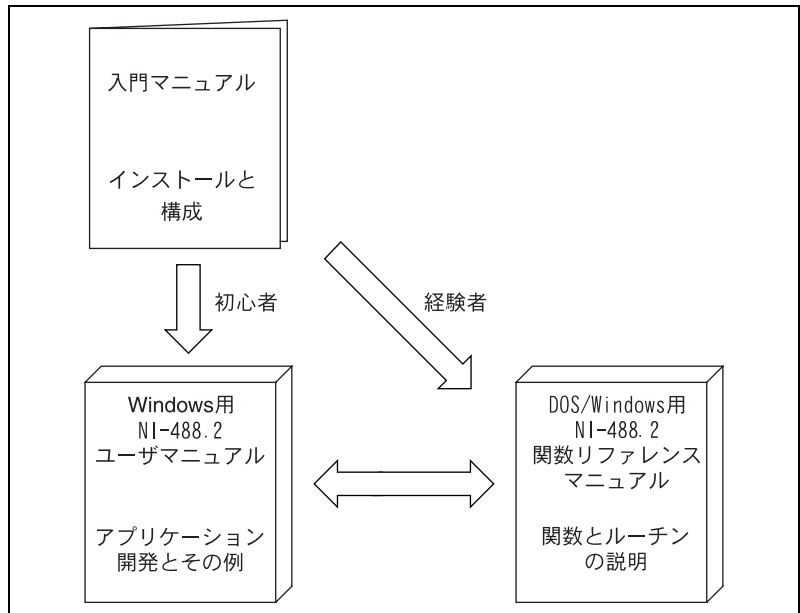 入門マニュアル
インストールと
構成
初心者
経験者
Windows用
NI-488.2
ユーザマニュアル
アプリケーション
開発とその例
DOS/Windows用
NI-488.2
関数リファレンス
マニュアル
関数とルーチン
の説明